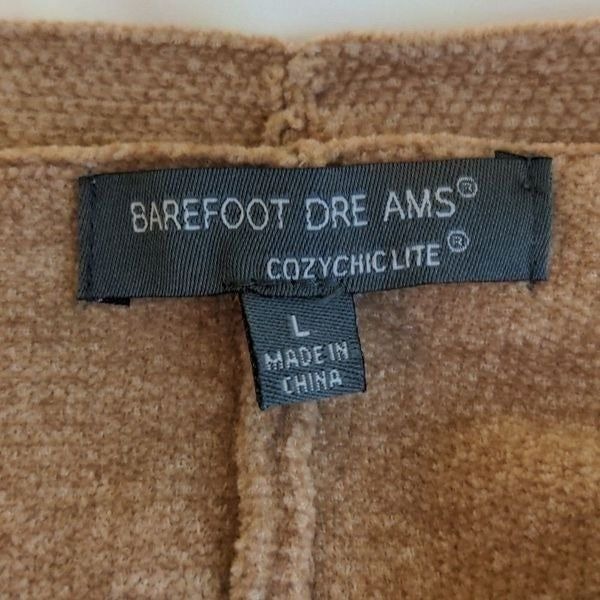 BAREFOOT DRE AMS®
COZYCHIC LITE®
L
MADE IN
CHINA